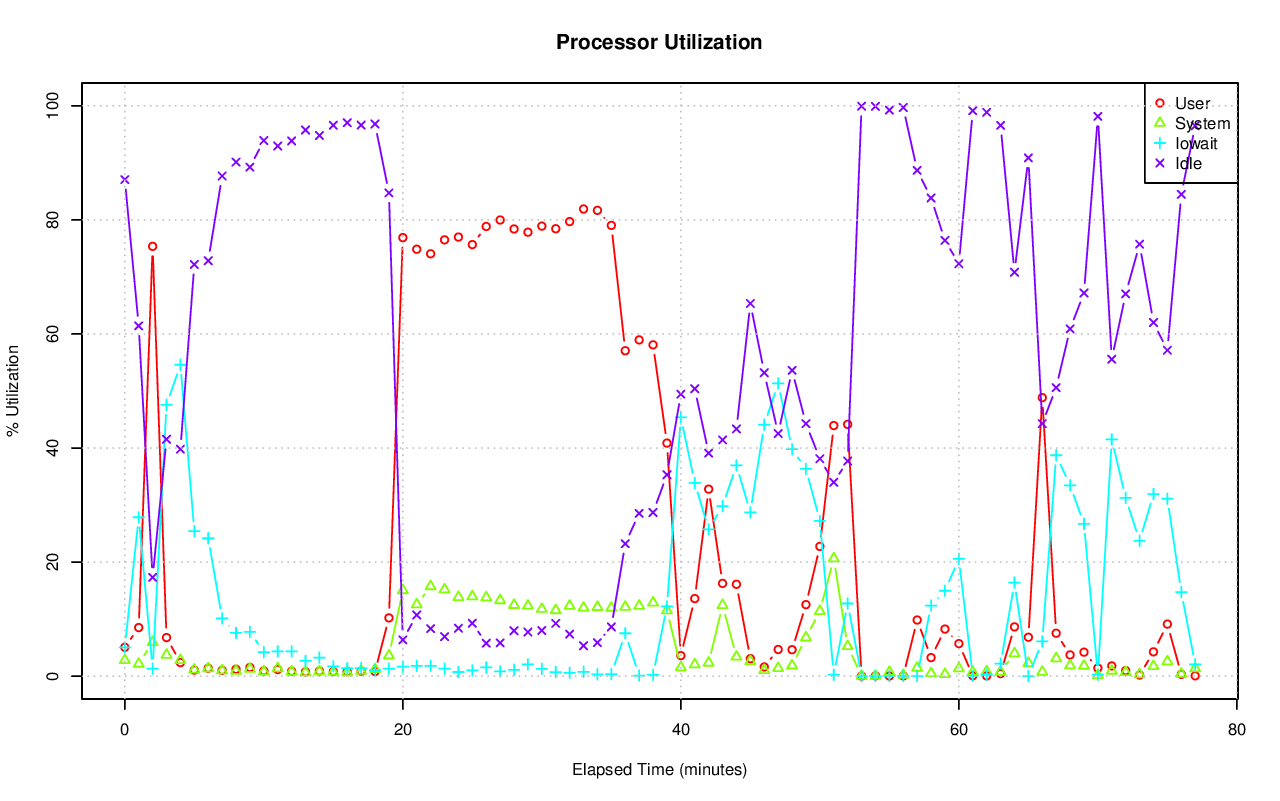 Processor Utilization
% Utilization
100
80
60
40
20
0
User
System
Iowait
Idle
0 20 40 60 80
Elapsed Time (minutes)